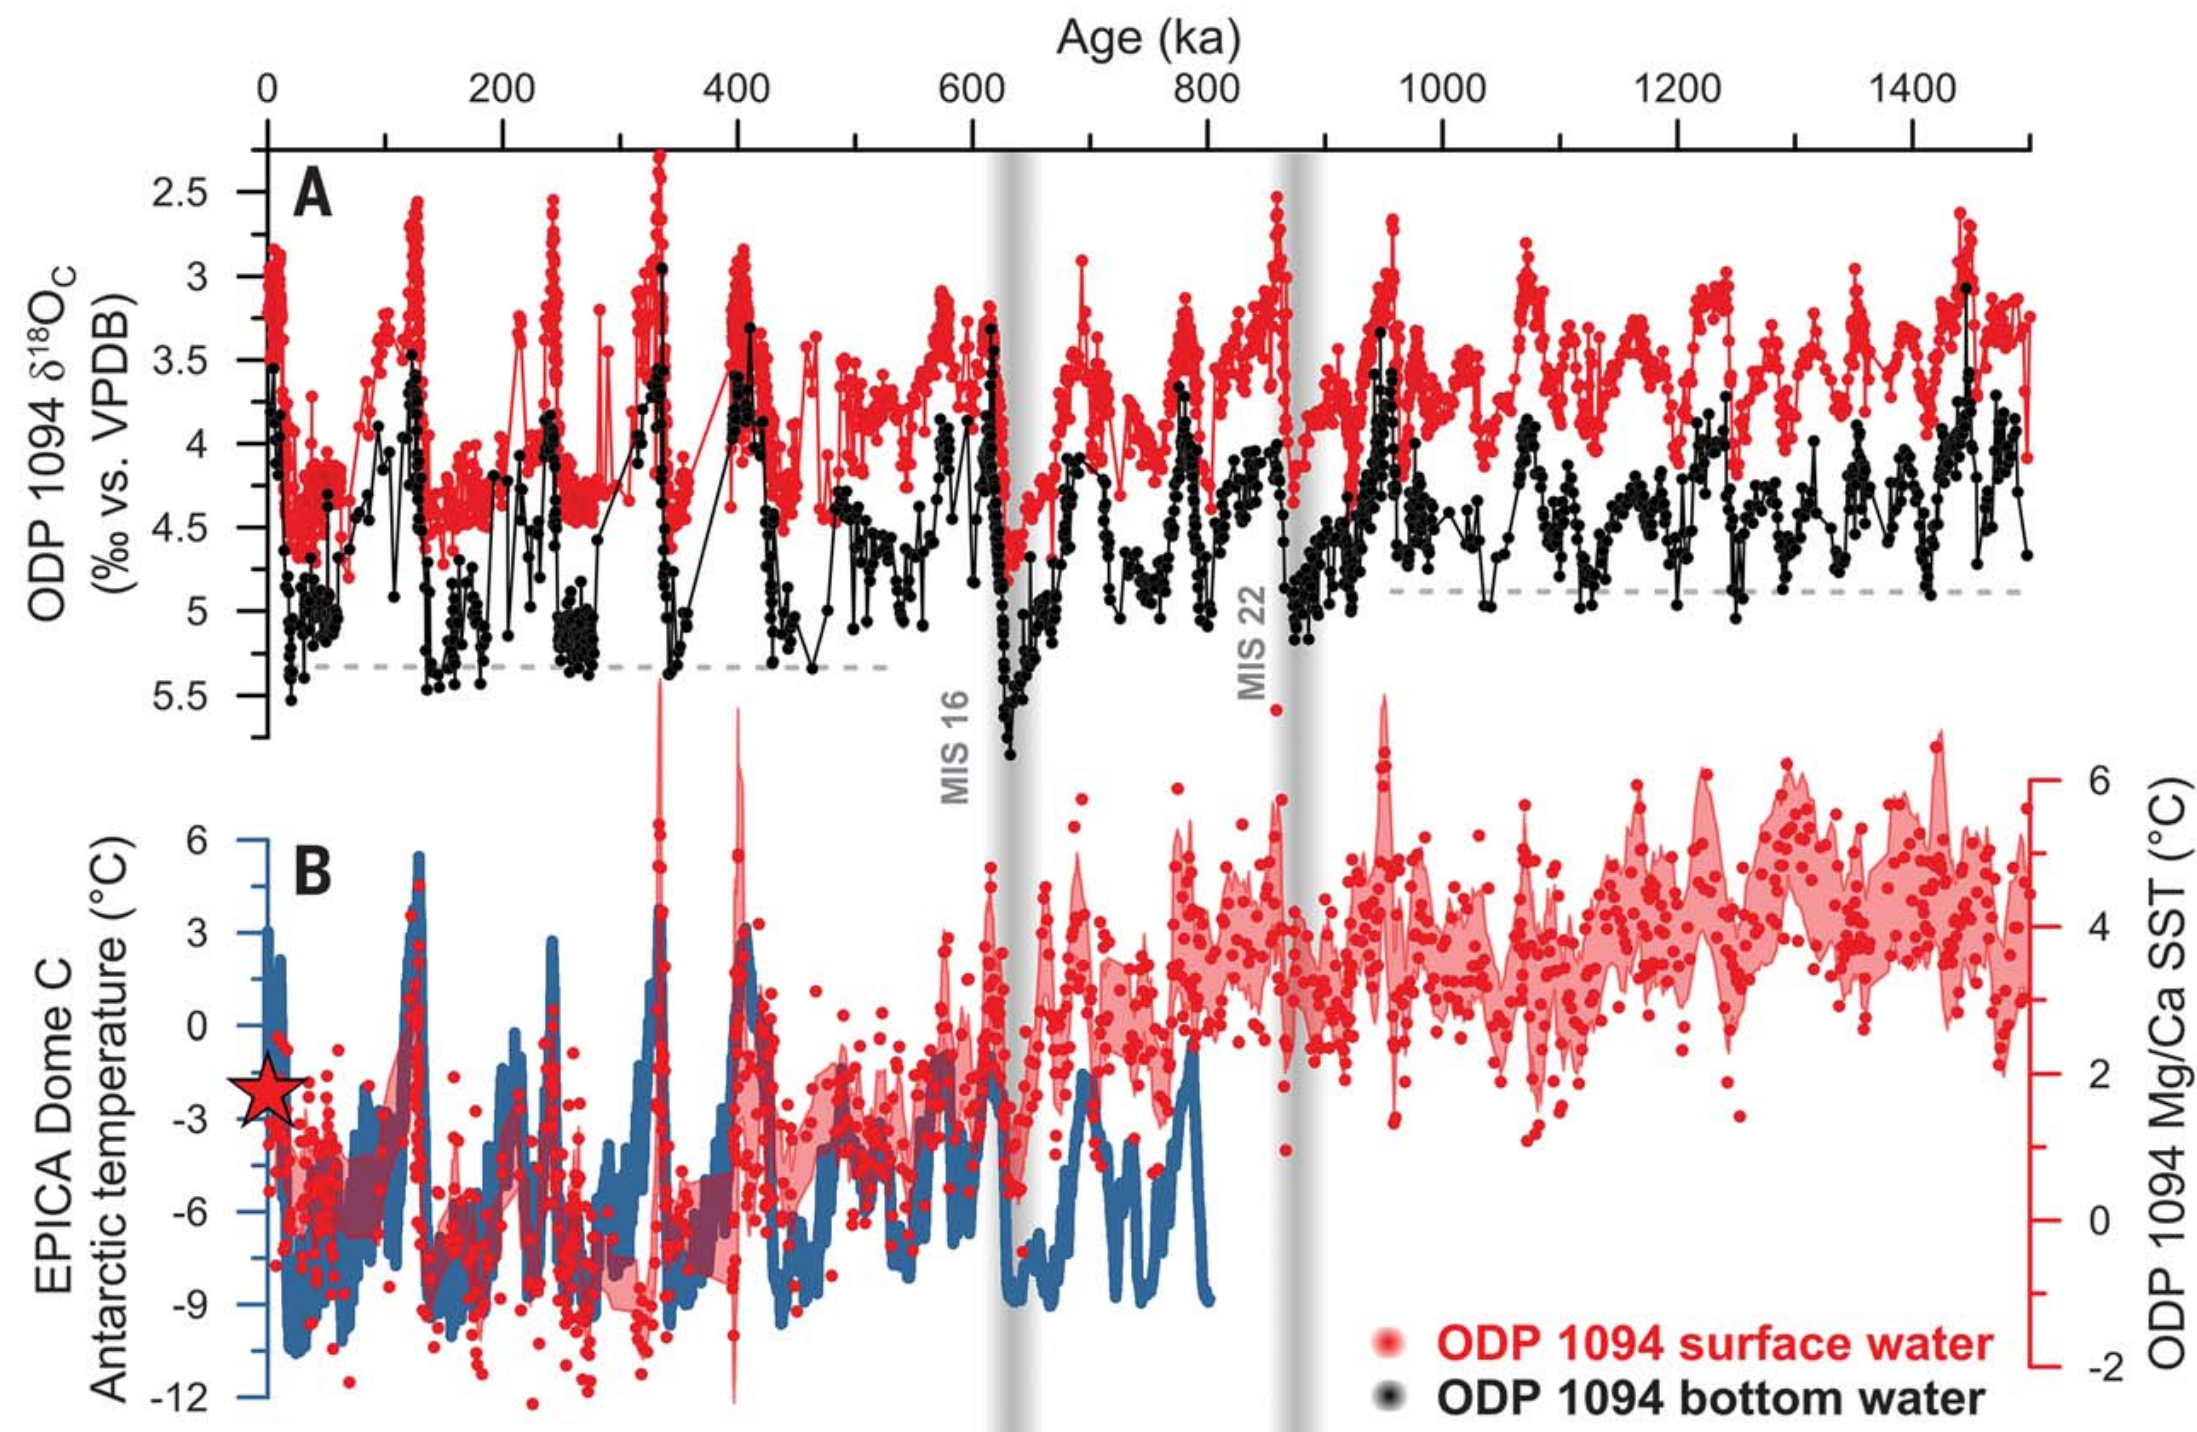 Age (ka)
0 200 400 600 800 1000 1200 1400
A
2.5
3
3.5
4
4.5
5
5.5
ODP 1094 δ¹⁸O_C
(‰ vs. VPDB)
MIS 16
MIS 22
B
6
3
0
-3
-6
-9
-12
EPICA Dome C
Antarctic temperature (°C)
6
4
2
0
-2
ODP 1094 Mg/Ca SST (°C)
ODP 1094 surface water
ODP 1094 bottom water